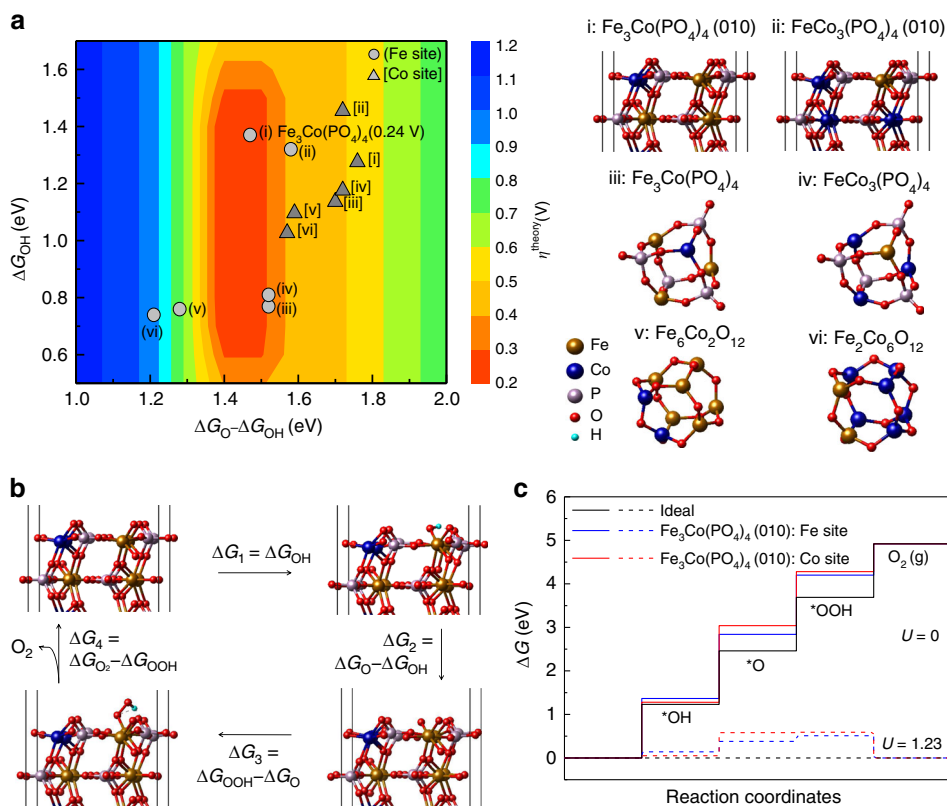 a
1.6
1.4
1.2
1.0
0.8
0.6
ΔG_OH (eV)
1.0
1.2
1.4
1.6
1.8
2.0
ΔG_O–ΔG_OH (eV)
(Fe site)
[Co site]
[ii]
(i) Fe₃Co(PO₄)₄(0.24 V)
(ii)
[i]
[iv]
[iii]
[v]
[vi]
(iv)
(iii)
(v)
(vi)
1.2
1.1
1.0
0.9
0.8
0.7
0.6
0.5
0.4
0.3
0.2
η^theory(V)
i: Fe₃Co(PO₄)₄ (010)
ii: FeCo₃(PO₄)₄ (010)
iii: Fe₃Co(PO₄)₄
iv: FeCo₃(PO₄)₄
v: Fe₆Co₂O₁₂
vi: Fe₂Co₆O₁₂
Fe
Co
P
O
H
b
ΔG₁ = ΔG_OH
ΔG₂ =
ΔG_O–ΔG_OH
ΔG₃ =
ΔG_OOH–ΔG_O
ΔG₄ =
ΔG_O₂–ΔG_OOH
O₂
c
6
5
4
3
2
1
0
ΔG (eV)
Ideal
Fe₃Co(PO₄)₄ (010): Fe site
Fe₃Co(PO₄)₄ (010): Co site
O₂ (g)
*OOH
*O
*OH
U = 0
U = 1.23
Reaction coordinates